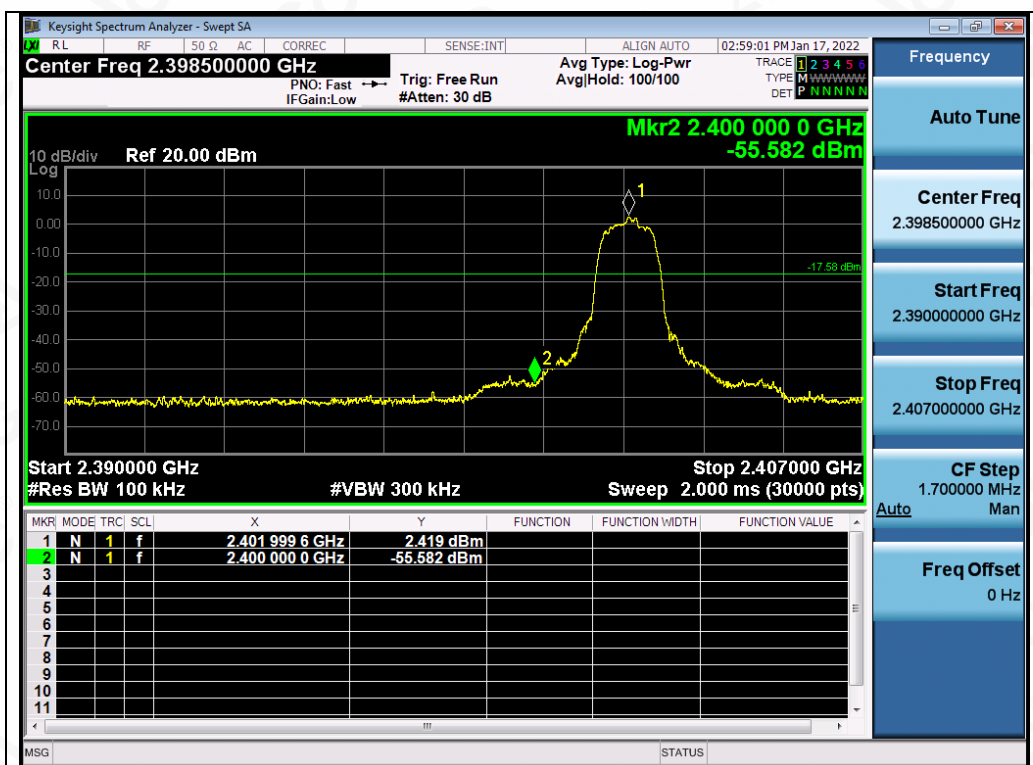 Keysight Spectrum Analyzer - Swept SA
LXI RL RF 50 Ω AC CORREC SENSE:INT ALIGN AUTO 02:59:01 PM Jan 17, 2022
Center Freq 2.398500000 GHz
PNO: Fast
IFGain:Low
Trig: Free Run
#Atten: 30 dB
Avg Type: Log-Pwr
Avg|Hold: 100/100
TRACE 1 2 3 4 5 6
TYPE M W W W W W
DET P N N N N N
Mkr2 2.400 000 0 GHz
-55.582 dBm
10 dB/div Ref 20.00 dBm
Log
1
10.0
0.00
-10.0
-17.58 dBm
-20.0
-30.0
-40.0
2
-50.0
-60.0
-70.0
Start 2.390000 GHz Stop 2.407000 GHz
#Res BW 100 kHz #VBW 300 kHz Sweep 2.000 ms (30000 pts)
MKR MODE TRC SCL X Y FUNCTION FUNCTION WIDTH FUNCTION VALUE
1 N 1 f 2.401 999 6 GHz 2.419 dBm
2 N 1 f 2.400 000 0 GHz -55.582 dBm
3
4
5
6
7
8
9
10
11
MSG STATUS
Frequency
Auto Tune
Center Freq
2.398500000 GHz
Start Freq
2.390000000 GHz
Stop Freq
2.407000000 GHz
CF Step
1.700000 MHz
Auto Man
Freq Offset
0 Hz